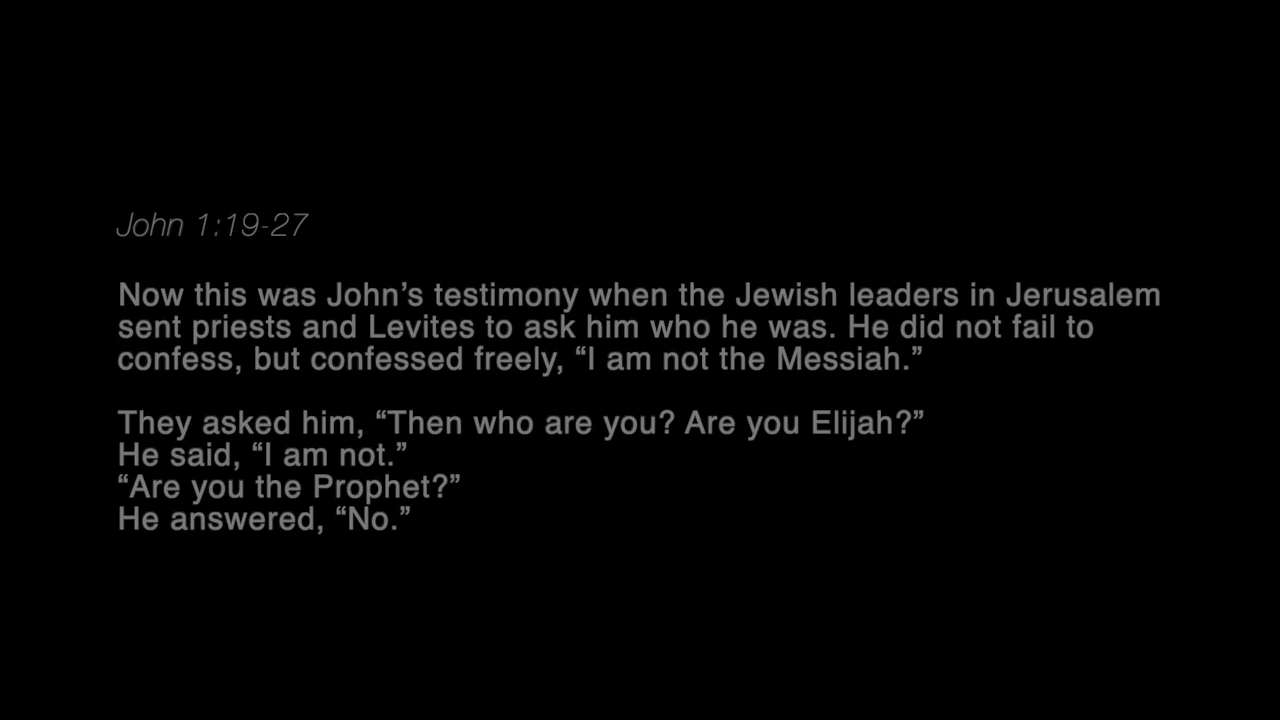 John 1:19-27
Now this was John’s testimony when the Jewish leaders in Jerusalem
sent priests and Levites to ask him who he was. He did not fail to
confess, but confessed freely, “I am not the Messiah.”
They asked him, “Then who are you? Are you Elijah?”
He said, “I am not.”
“Are you the Prophet?”
He answered, “No.”